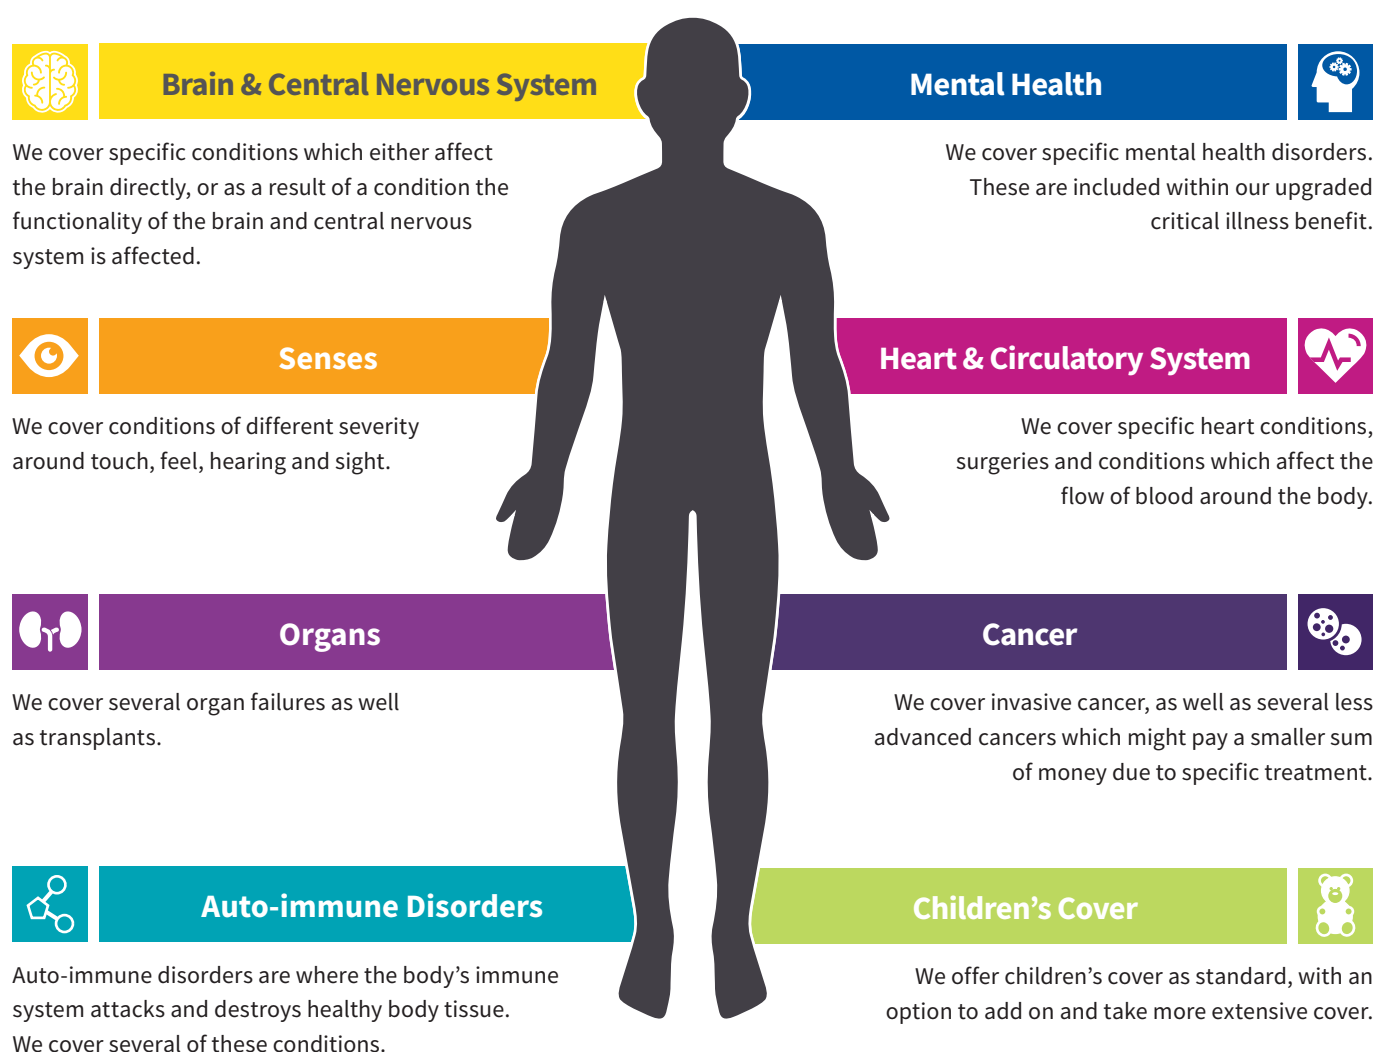 Brain & Central Nervous System
We cover specific conditions which either affect
the brain directly, or as a result of a condition the
functionality of the brain and central nervous
system is affected.
Mental Health
We cover specific mental health disorders.
These are included within our upgraded
critical illness benefit.
Senses
We cover conditions of different severity
around touch, feel, hearing and sight.
Heart & Circulatory System
We cover specific heart conditions,
surgeries and conditions which affect the
flow of blood around the body.
Organs
We cover several organ failures as well
as transplants.
Cancer
We cover invasive cancer, as well as several less
advanced cancers which might pay a smaller sum
of money due to specific treatment.
Auto-immune Disorders
Auto-immune disorders are where the body’s immune
system attacks and destroys healthy body tissue.
We cover several of these conditions.
Children’s Cover
We offer children’s cover as standard, with an
option to add on and take more extensive cover.